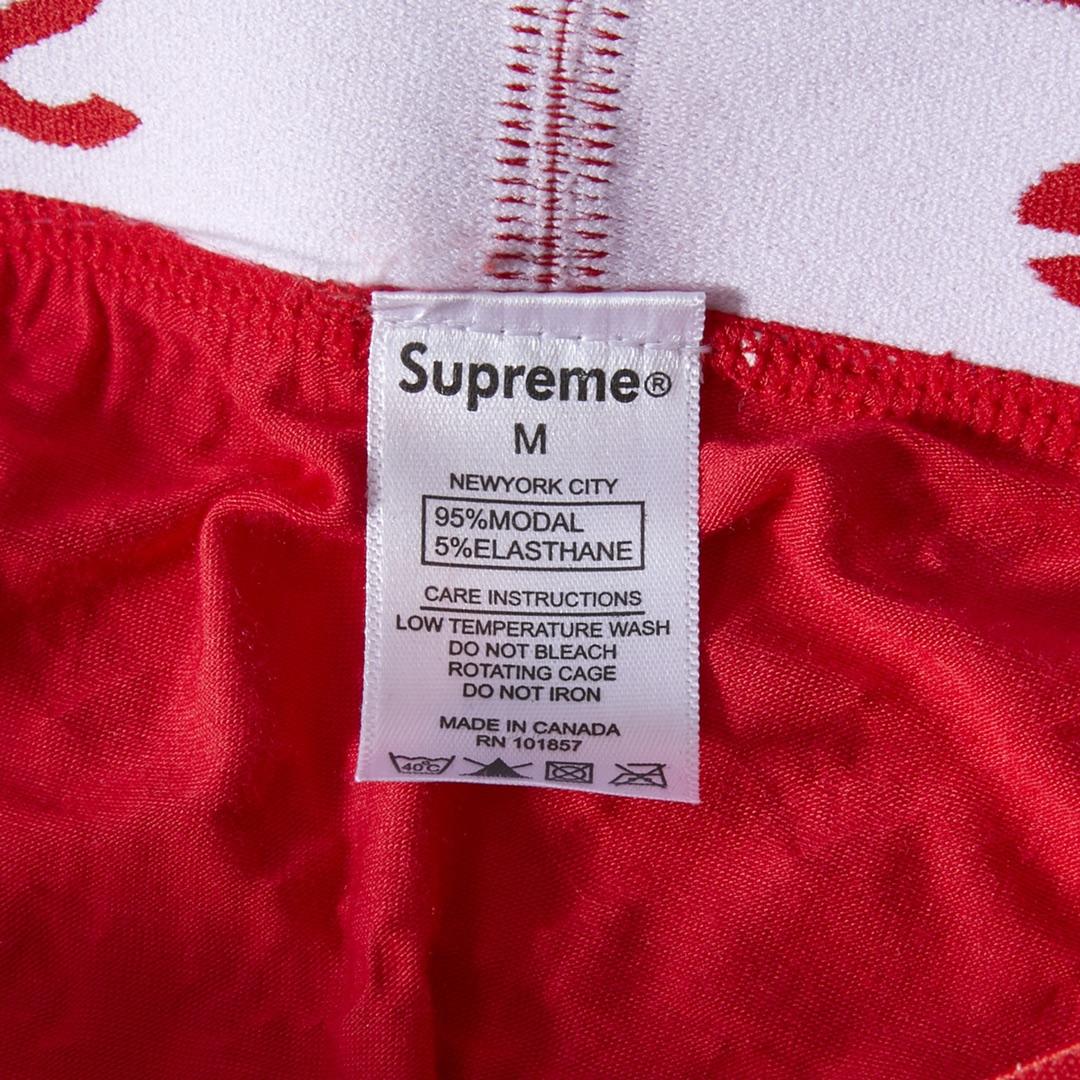 Supreme®
M
NEWYORK CITY
95%MODAL
5%ELASTHANE
CARE INSTRUCTIONS
LOW TEMPERATURE WASH
DO NOT BLEACH
ROTATING CAGE
DO NOT IRON
MADE IN CANADA
RN 101857
40°C